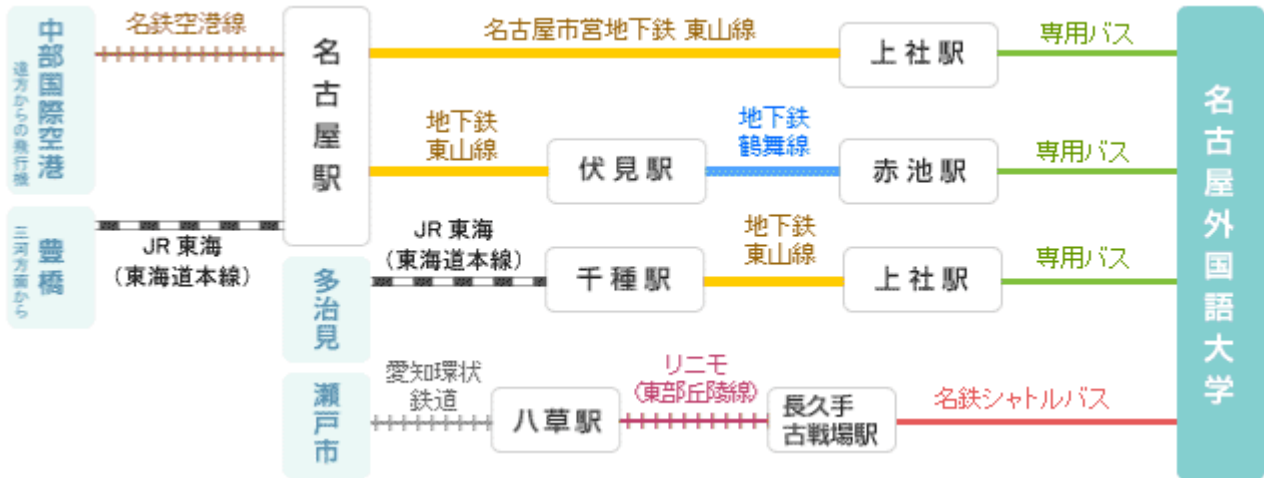 中部国際空港
遠方からの飛行機
名鉄空港線
名古屋駅
名古屋市営地下鉄 東山線
上社駅
専用バス
地下鉄
東山線
伏見駅
地下鉄
鶴舞線
赤池駅
専用バス
豊橋
三河方面から
JR 東海
(東海道本線)
多治見
JR 東海
(東海道本線)
千種駅
地下鉄
東山線
上社駅
専用バス
瀬戸市
愛知環状
鉄道
八草駅
リニモ
(東部丘陵線)
長久手
古戦場駅
名鉄シャトルバス
名古屋外国語大学